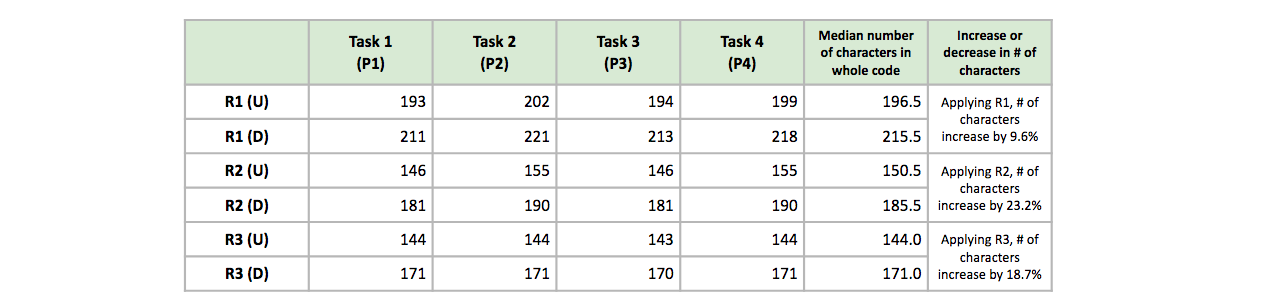 Task 1 (P1) Task 2 (P2) Task 3 (P3) Task 4 (P4) Median number of characters in whole code Increase or decrease in # of characters
R1 (U) 193 202 194 199 196.5 Applying R1, # of characters increase by 9.6%
R1 (D) 211 221 213 218 215.5
R2 (U) 146 155 146 155 150.5 Applying R2, # of characters increase by 23.2%
R2 (D) 181 190 181 190 185.5
R3 (U) 144 144 143 144 144.0 Applying R3, # of characters increase by 18.7%
R3 (D) 171 171 170 171 171.0